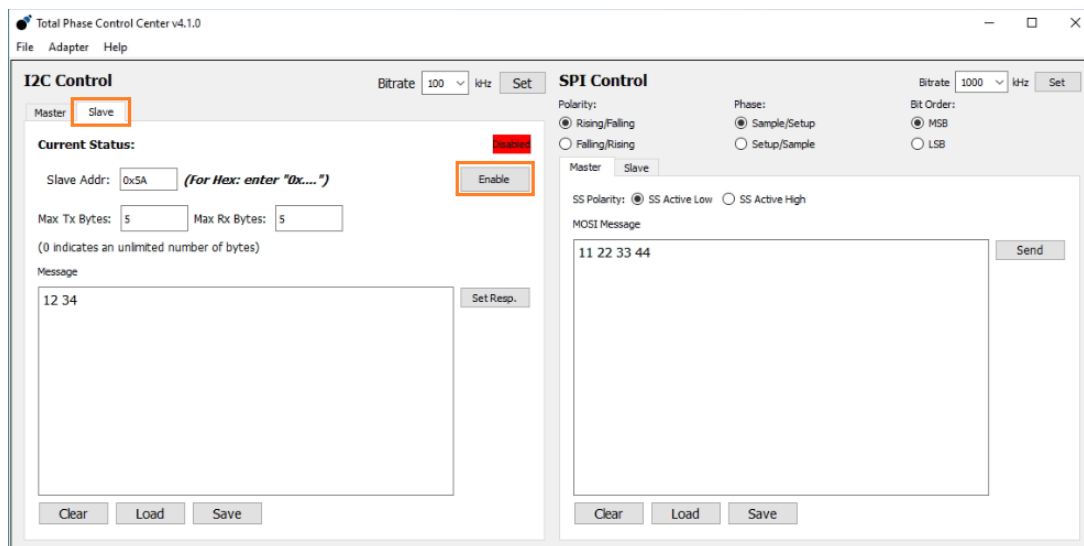 Total Phase Control Center v4.1.0
File Adapter Help
I2C Control
Bitrate 100 kHz Set
Master Slave
Current Status: Disabled
Slave Addr: 0x5A (For Hex: enter "0x....") Enable
Max Tx Bytes: 5 Max Rx Bytes: 5
(0 indicates an unlimited number of bytes)
Message
12 34
Set Resp.
Clear Load Save
SPI Control
Bitrate 1000 kHz Set
Polarity: Phase: Bit Order:
Rising/Falling Sample/Setup MSB
Falling/Rising Setup/Sample LSB
Master Slave
SS Polarity: SS Active Low SS Active High
MOSI Message
11 22 33 44
Send
Clear Load Save